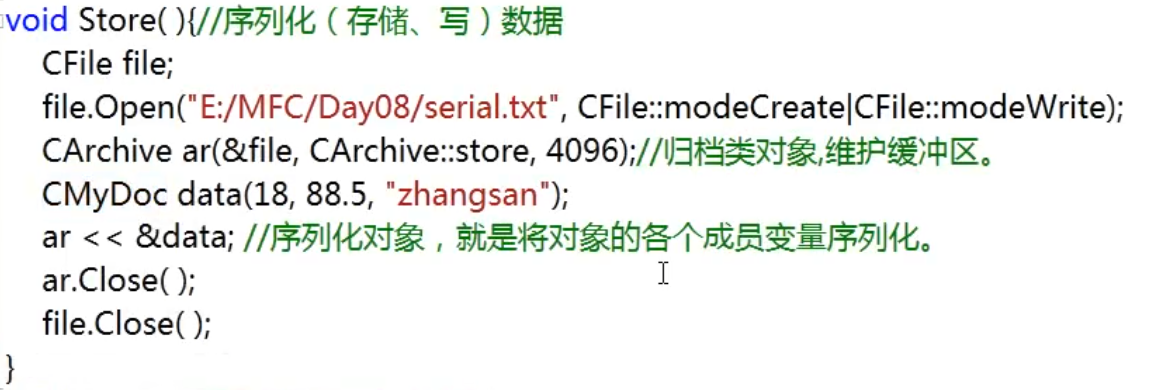 void Store( ){//序列化（存储、写）数据
CFile file;
file.Open("E:/MFC/Day08/serial.txt", CFile::modeCreate|CFile::modeWrite);
CArchive ar(&file, CArchive::store, 4096);//归档类对象,维护缓冲区。
CMyDoc data(18, 88.5, "zhangsan");
ar << &data; //序列化对象，就是将对象的各个成员变量序列化。
ar.Close( );
file.Close( );
}